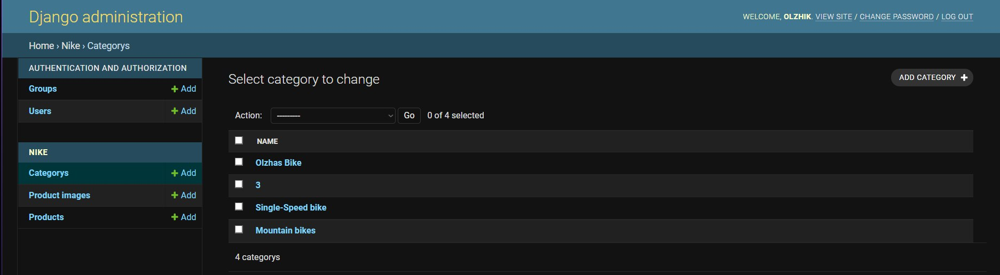 Django administration
WELCOME, OLZHIK. VIEW SITE / CHANGE PASSWORD / LOG OUT
Home › Nike › Categorys
AUTHENTICATION AND AUTHORIZATION
Groups + Add
Users + Add
NIKE
Categorys + Add
Product images + Add
Products + Add
Select category to change
ADD CATEGORY +
Action: --------- Go 0 of 4 selected
NAME
Olzhas Bike
3
Single-Speed bike
Mountain bikes
4 categorys